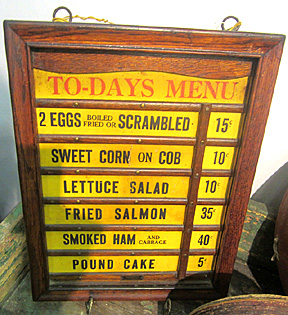 TO-DAYS MENU
2 EGGS BOILED FRIED OR SCRAMBLED 15¢
SWEET CORN ON COB 10¢
LETTUCE SALAD 10¢
FRIED SALMON 35¢
SMOKED HAM AND CABBAGE 40¢
POUND CAKE 5¢